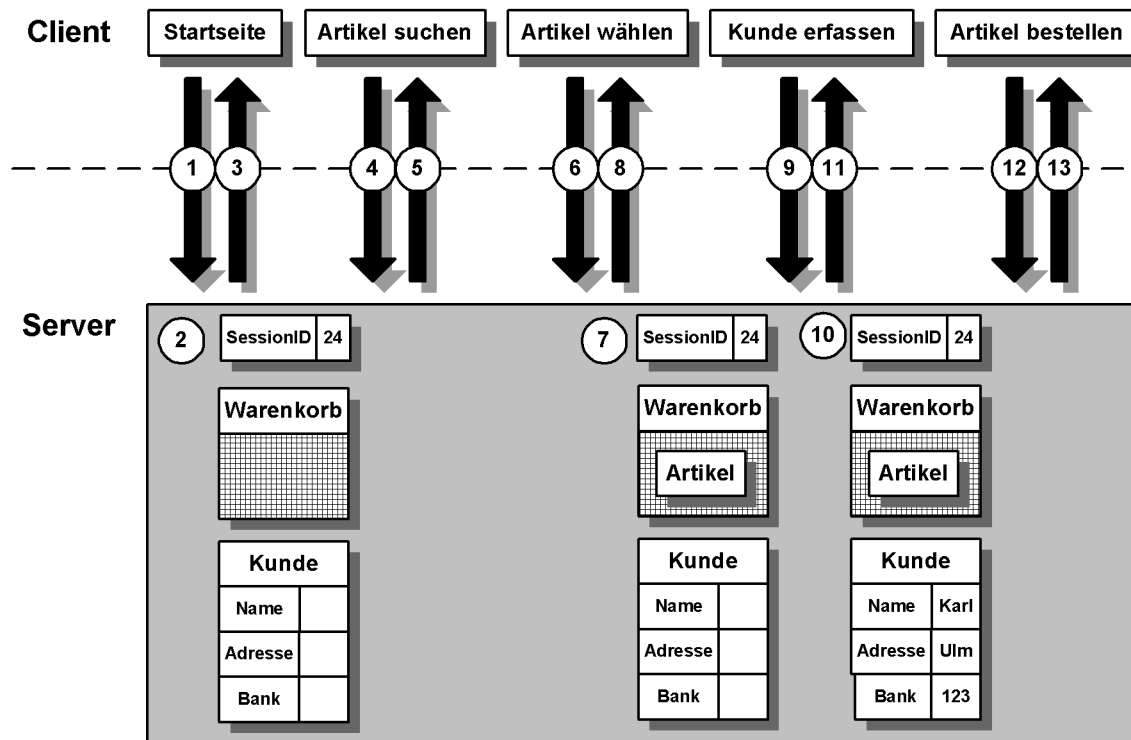 Client
Startseite
Artikel suchen
Artikel wählen
Kunde erfassen
Artikel bestellen
1
3
4
5
6
8
9
11
12
13
Server
2
SessionID 24
7
SessionID 24
10
SessionID 24
Warenkorb
Warenkorb
Artikel
Warenkorb
Artikel
Kunde
Name
Adresse
Bank
Kunde
Name
Adresse
Bank
Kunde
Name Karl
Adresse Ulm
Bank 123